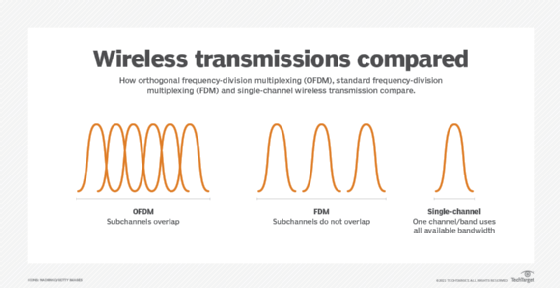 Wireless transmissions compared
How orthogonal frequency-division multiplexing (OFDM), standard frequency-division
multiplexing (FDM) and single-channel wireless transmission compare.
OFDM
Subchannels overlap
FDM
Subchannels do not overlap
Single-channel
One channel/band uses
all available bandwidth
TechTarget